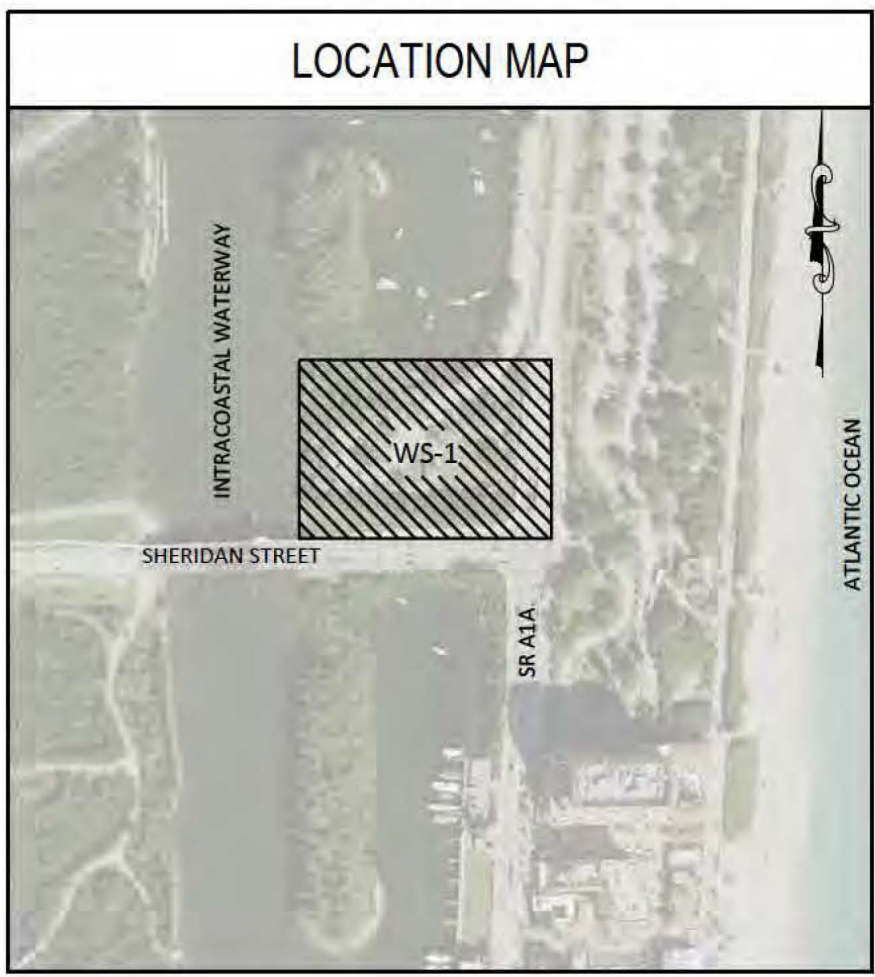 LOCATION MAP
INTRACOASTAL WATERWAY
WS-1
SHERIDAN STREET
SR A1A
ATLANTIC OCEAN